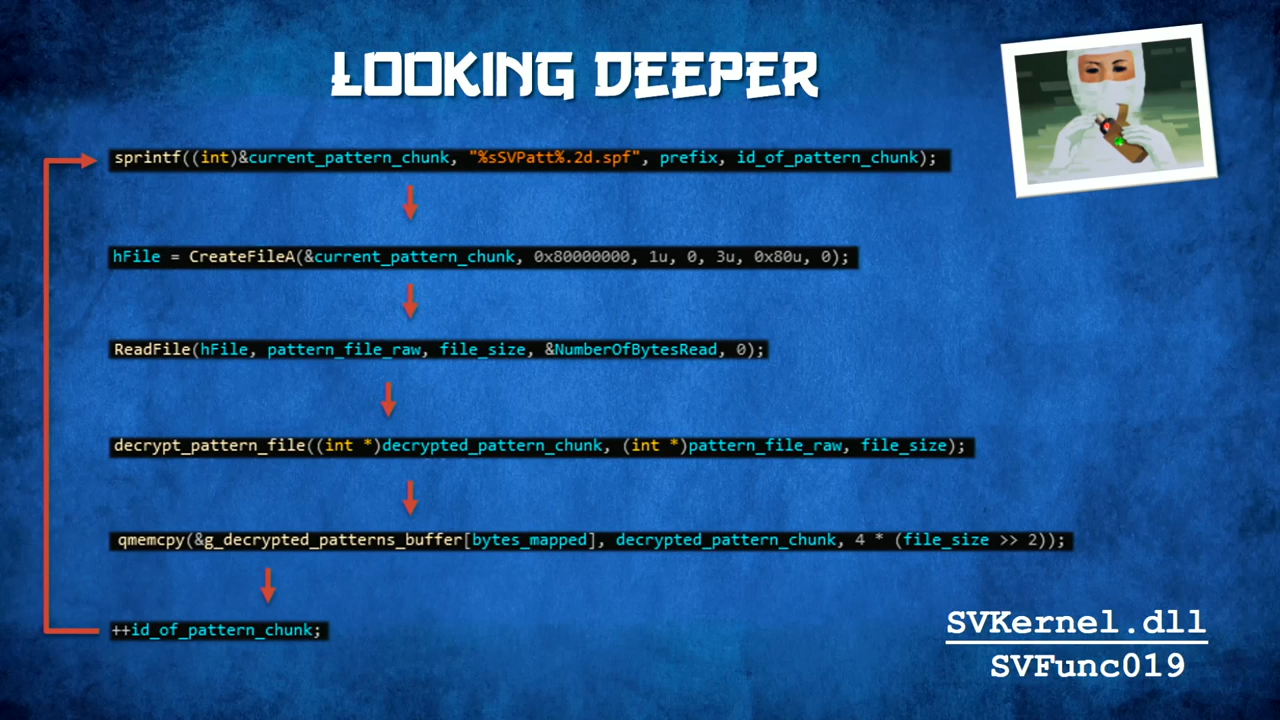 LOOKING DEEPER
sprintf((int)&current_pattern_chunk, "%sSVPatt%.2d.spf", prefix, id_of_pattern_chunk);
hFile = CreateFileA(&current_pattern_chunk, 0x80000000, 1u, 0, 3u, 0x80u, 0);
ReadFile(hFile, pattern_file_raw, file_size, &NumberOfBytesRead, 0);
decrypt_pattern_file((int *)decrypted_pattern_chunk, (int *)pattern_file_raw, file_size);
qmemcpy(&g_decrypted_patterns_buffer[bytes_mapped], decrypted_pattern_chunk, 4 * (file_size >> 2));
++id_of_pattern_chunk;
SVKernel.dll
SVFunc019